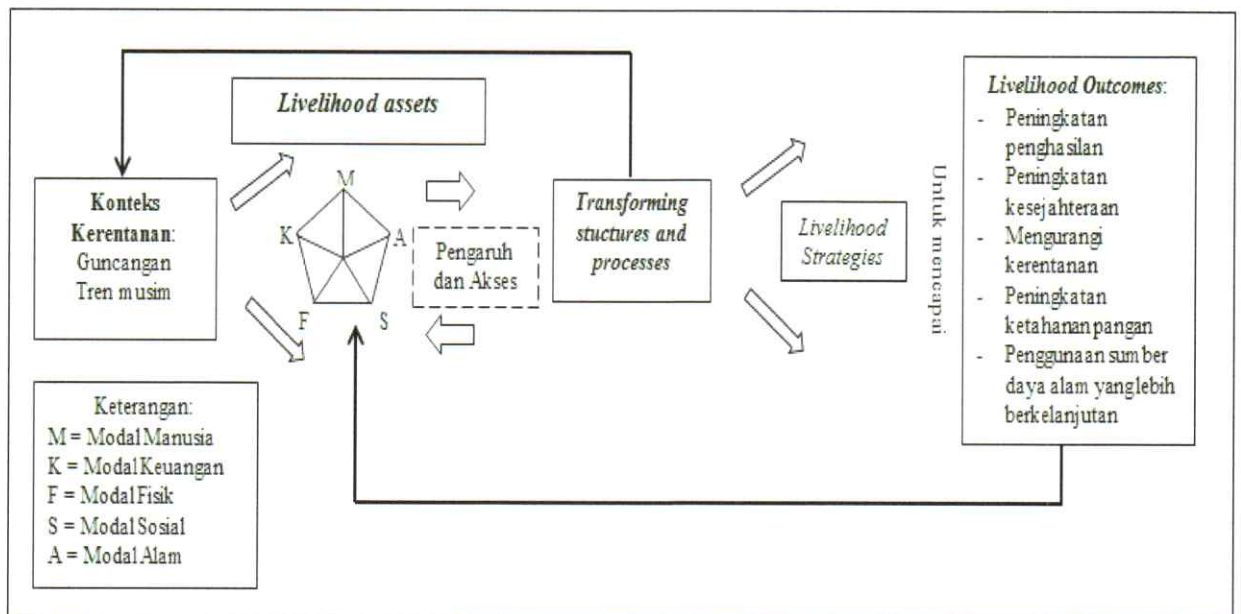 Livelihood assets
Konteks
Kerentanan:
Guncangan
Tren musim
M
K
A
F
S
Pengaruh
dan Akses
Transforming
stuctures and
processes
Livelihood
Strategies
Untuk mencapai
Livelihood Outcomes:
- Peningkatan
penghasilan
- Peningkatan
kesejahteraan
- Mengurangi
kerentanan
- Peningkatan
ketahanan pangan
- Penggunaan sumber
daya alam yang lebih
berkelanjutan
Keterangan:
M = Modal Manusia
K = Modal Keuangan
F = Modal Fisik
S = Modal Sosial
A = Modal Alam